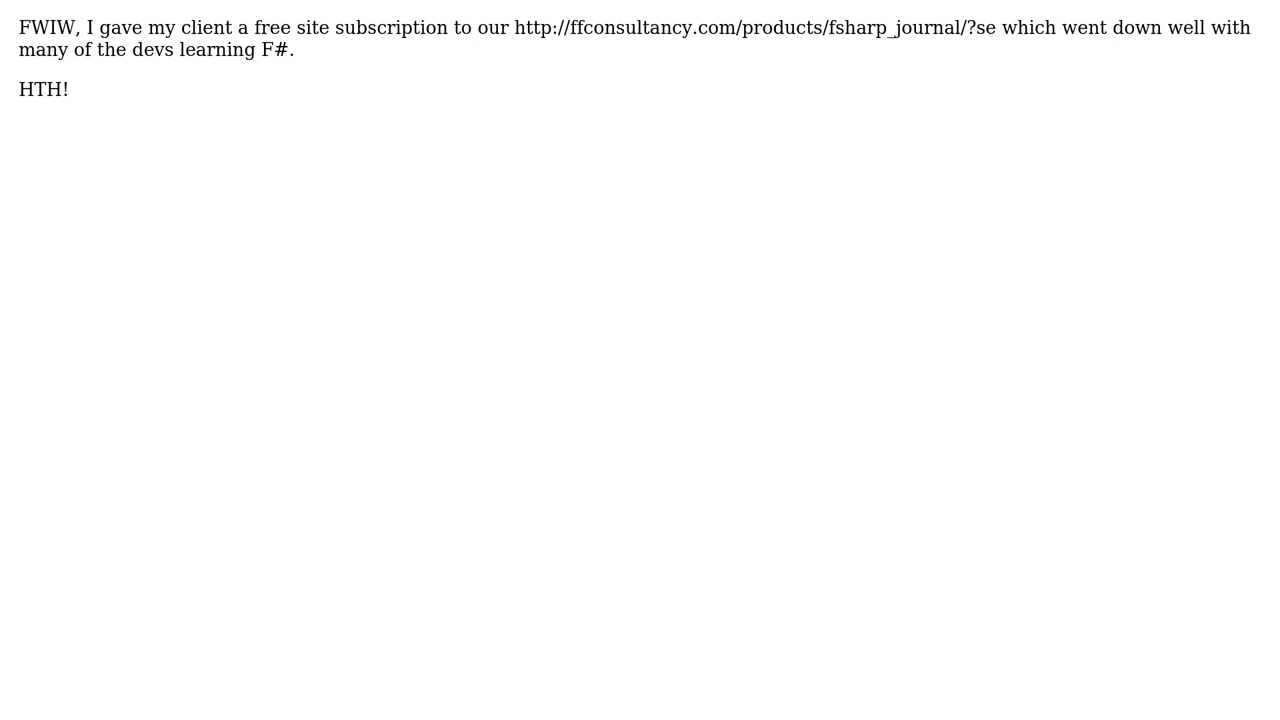 FWIW, I gave my client a free site subscription to our http://ffconsultancy.com/products/fsharp_journal/?se which went down well with
many of the devs learning F#.
HTH!